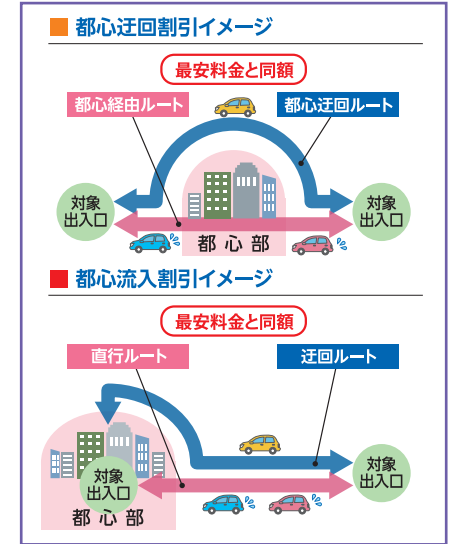 都心迂回割引イメージ
最安料金と同額
都心経由ルート
都心迂回ルート
対象
出入口
対象
出入口
都心部
都心流入割引イメージ
最安料金と同額
直行ルート
迂回ルート
対象
出入口
対象
出入口
都心部